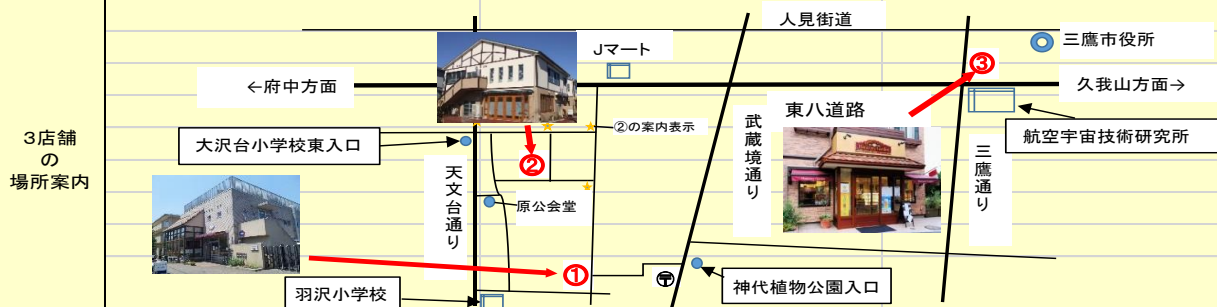 3店舗
の
場所案内
人見街道
Jマート
三鷹市役所
←府中方面
久我山方面→
③
東八道路
②の案内表示
航空宇宙技術研究所
大沢台小学校東入口
②
武蔵境通り
三鷹通り
天文台通り
原公会堂
①
〒
神代植物公園入口
羽沢小学校